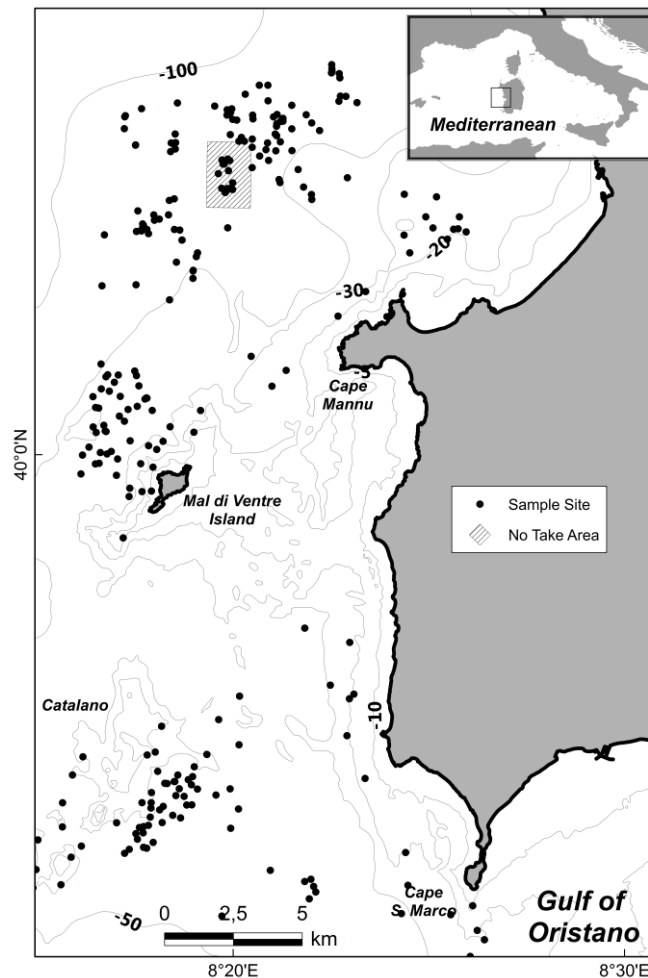 -100
Mediterranean
-20
-30
-5
Cape
Mannu
40°0'N
Sample Site
No Take Area
Mal di Ventre
Island
Catalano
-10
Cape
S. Marco
Gulf of
Oristano
-50
0 2,5 5
km
8°20'E
8°30'E